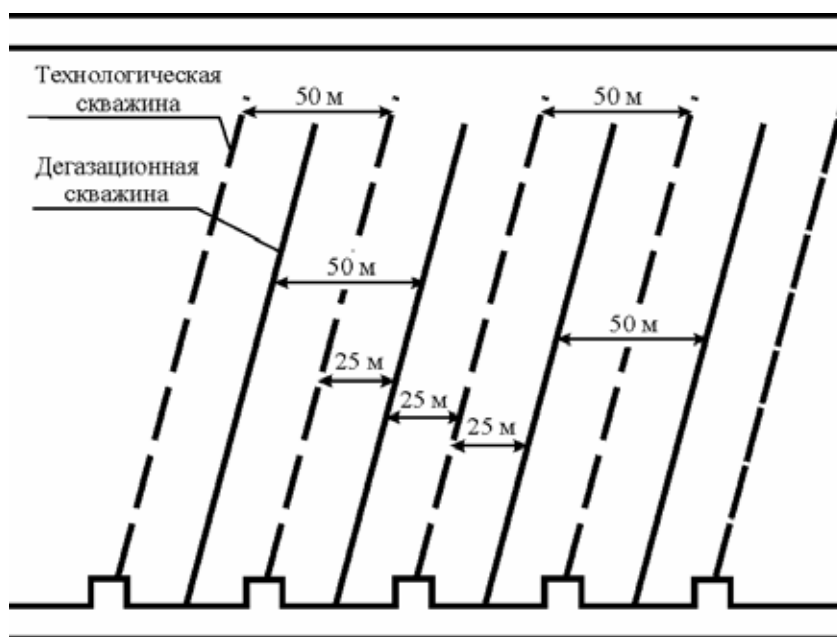 Технологическая
скважина
50 м
50 м
Дегазационная
скважина
50 м
50 м
25 м
25 м
25 м